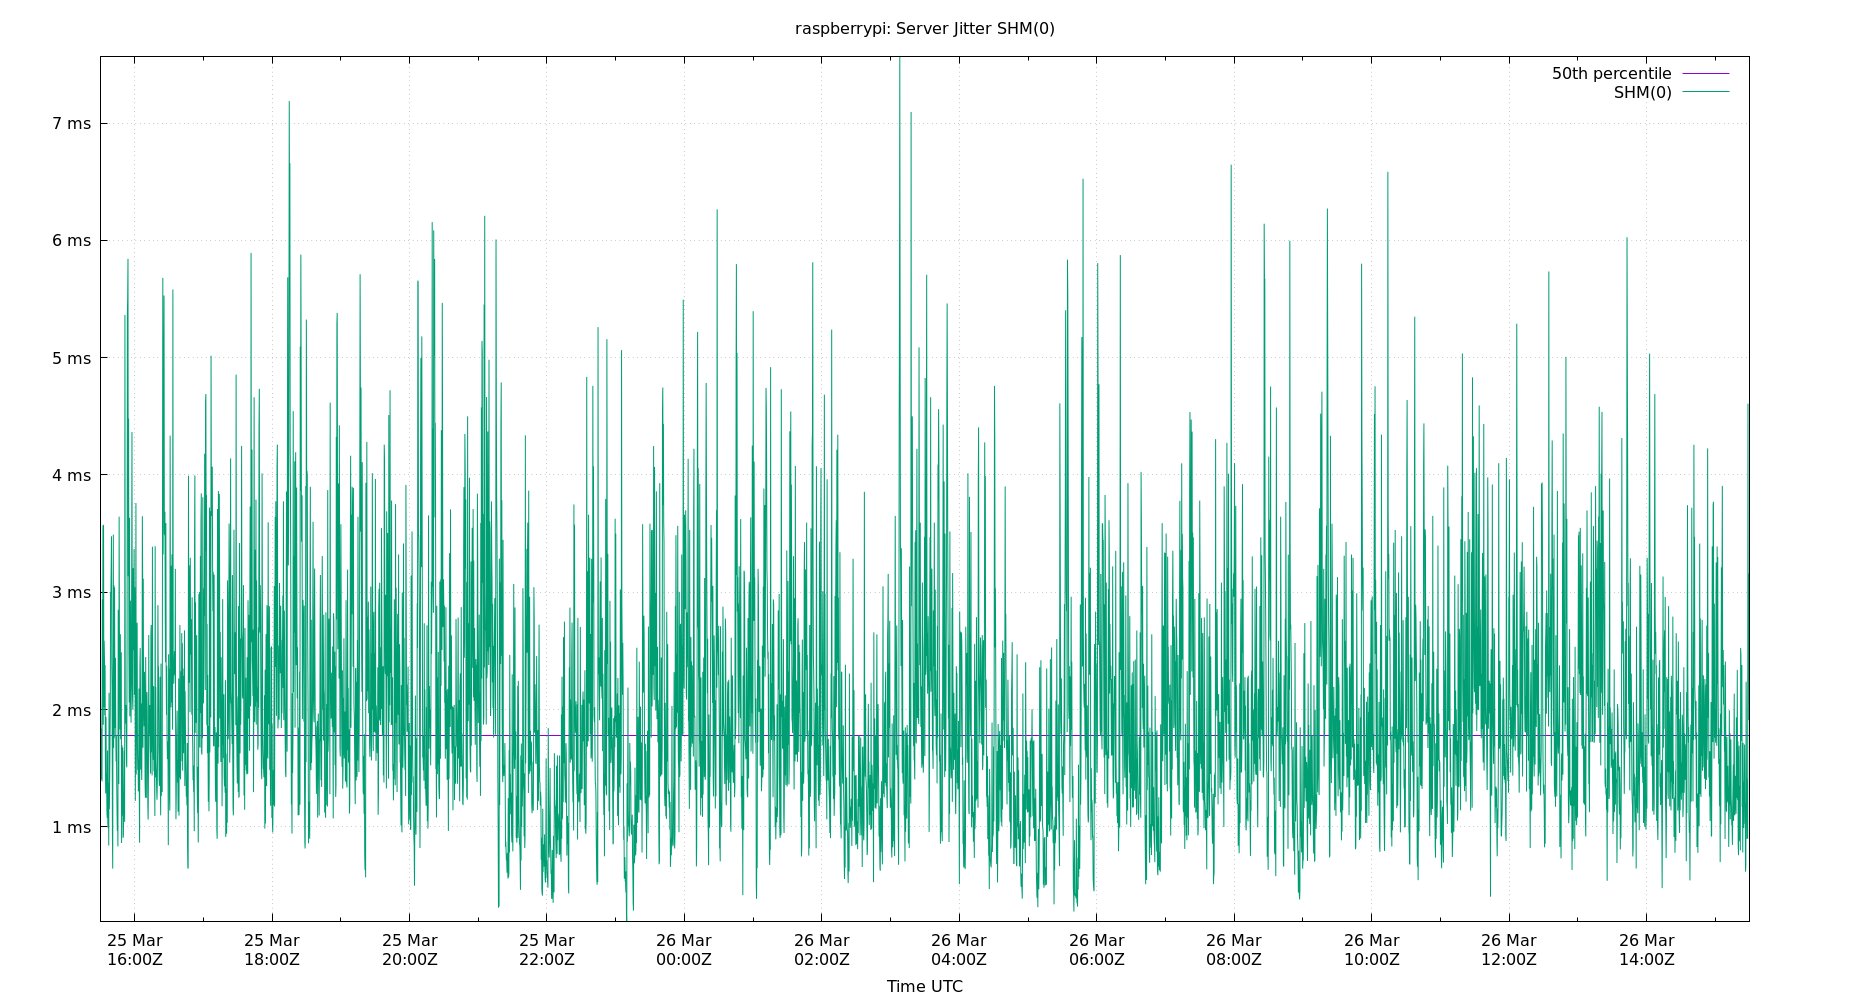 raspberrypi: Server Jitter SHM(0)
50th percentile
SHM(0)
7 ms
6 ms
5 ms
4 ms
3 ms
2 ms
1 ms
25 Mar 25 Mar 25 Mar 25 Mar 26 Mar 26 Mar 26 Mar 26 Mar 26 Mar 26 Mar 26 Mar 26 Mar
16:00Z 18:00Z 20:00Z 22:00Z 00:00Z 02:00Z 04:00Z 06:00Z 08:00Z 10:00Z 12:00Z 14:00Z
Time UTC